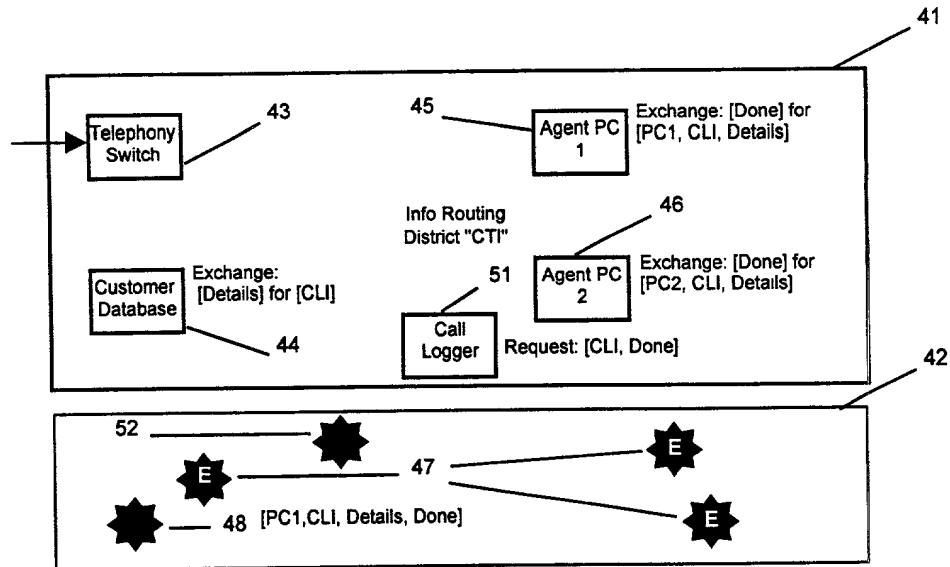 41
Telephony
Switch
43
45
Agent PC
1
Exchange: [Done] for
[PC1, CLI, Details]
Info Routing
District "CTI"
46
Customer
Database
Exchange:
[Details] for [CLI]
44
51
Agent PC
2
Exchange: [Done] for
[PC2, CLI, Details]
Call
Logger
Request: [CLI, Done]
42
52
E
47
E
48
[PC1,CLI, Details, Done]
E